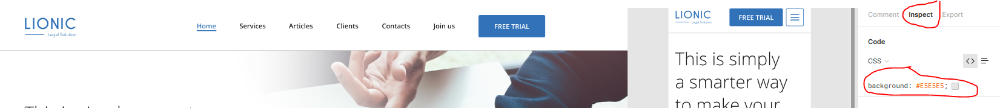 LIONIC
Legal Solution
Home Services Articles Clients Contacts Join us FREE TRIAL
LIONIC
Legal Solution
FREE TRIAL
This is simply
a smarter way
to make your
Comment Inspect Export
Code
CSS
<>
background: #E5E5E5;